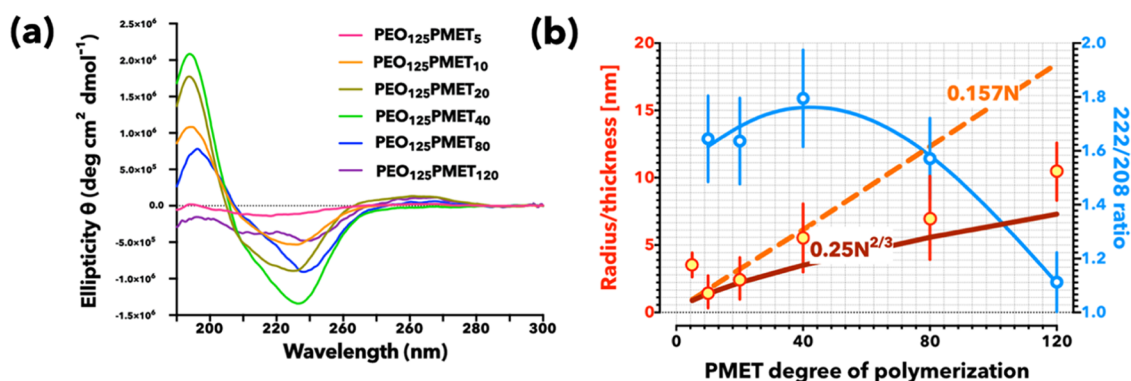 (a)
Ellipticity θ (deg cm² dmol⁻¹)
2.5×10⁶
2.0×10⁶
1.5×10⁶
1.0×10⁶
5.0×10⁵
0.0
-5.0×10⁵
-1.0×10⁶
-1.5×10⁶
PEO₁₂₅PMET₅
PEO₁₂₅PMET₁₀
PEO₁₂₅PMET₂₀
PEO₁₂₅PMET₄₀
PEO₁₂₅PMET₈₀
PEO₁₂₅PMET₁₂₀
200 220 260 260 280 300
Wavelength (nm)
(b)
Radius/thickness [nm]
20
15
10
5
0
0.157N
0.25N²ᐟ³
2.0
1.8
1.6
1.4
1.2
1.0
222/208 ratio
0 40 80 120
PMET degree of polymerization